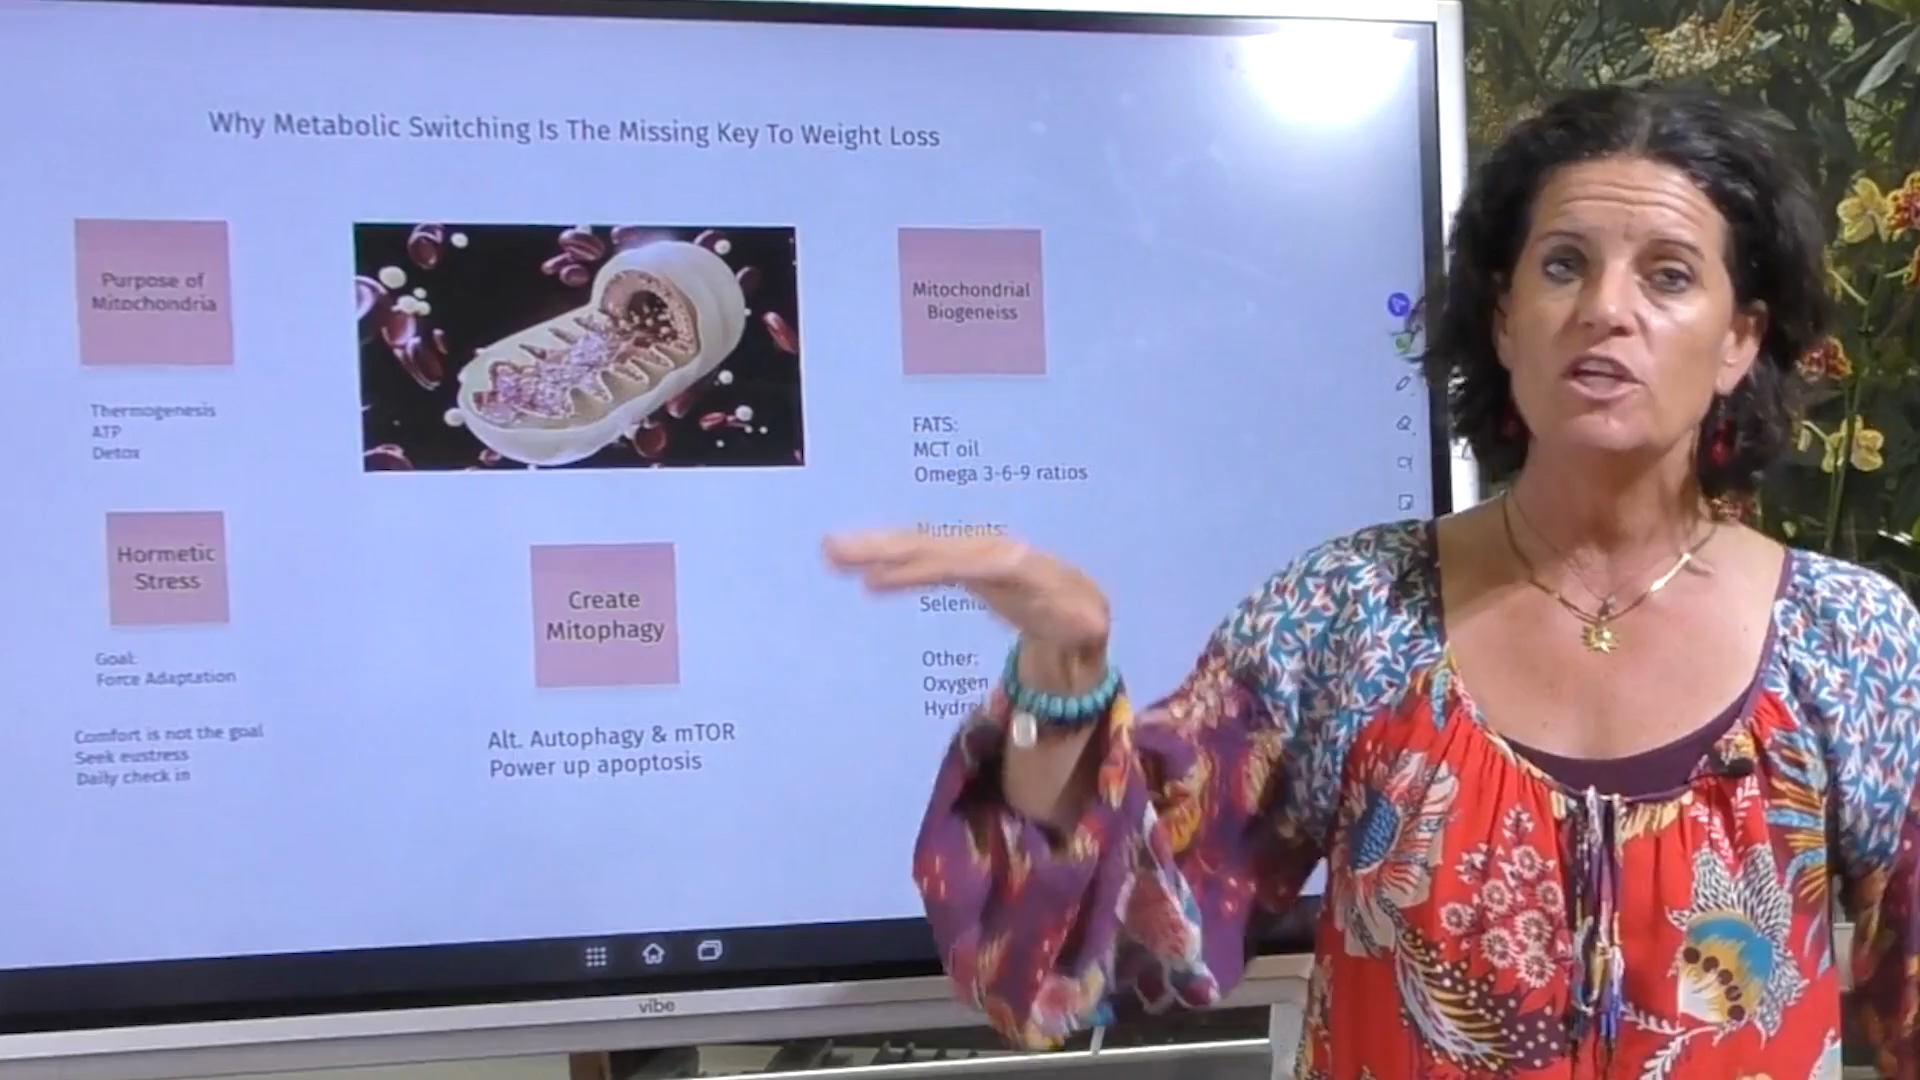 Why Metabolic Switching Is The Missing Key To Weight Loss
Purpose of
Mitochondria
Thermogenesis
ATP
Detox
Hormetic
Stress
Goal:
Force Adaptation
Comfort is not the goal
Seek eustress
Daily check in
Create
Mitophagy
Alt. Autophagy & mTOR
Power up apoptosis
Mitochondrial
Biogeneiss
FATS:
MCT oil
Omega 3-6-9 ratios
Nutrients:
Other:
Oxygen
vibe